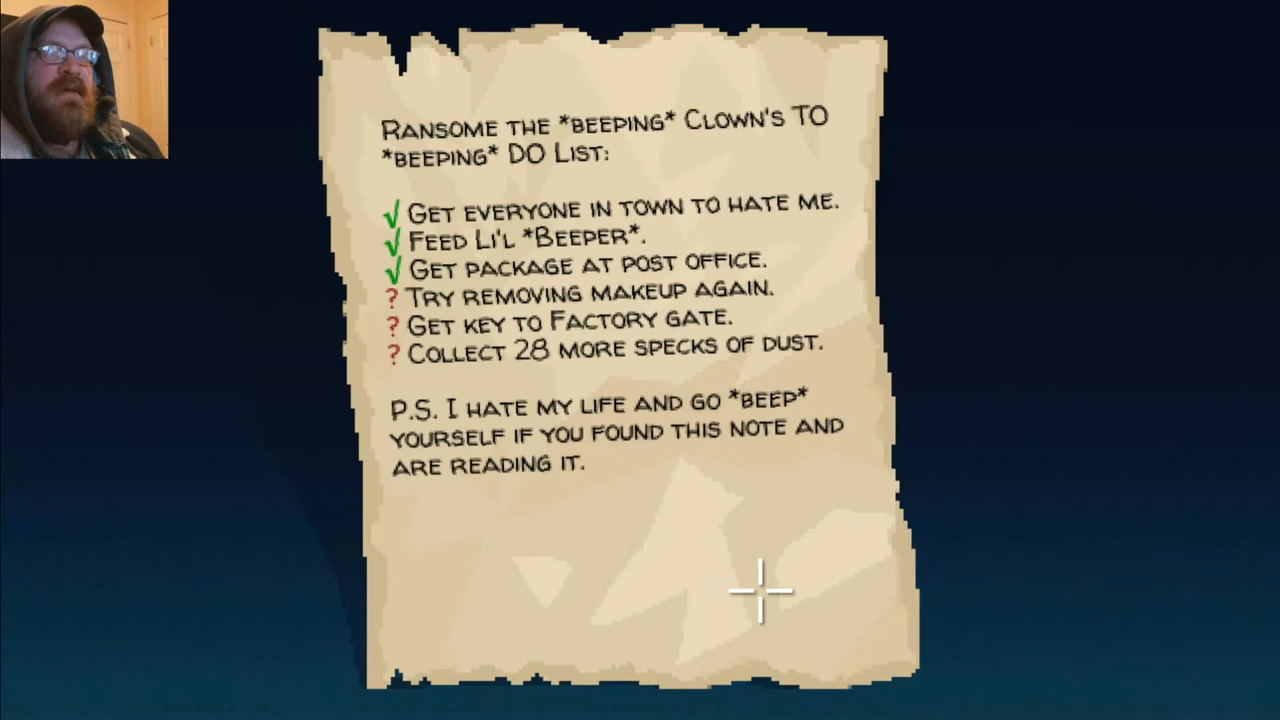 Ransome the *beeping* Clown's TO
*beeping* DO List:
√ Get everyone in town to hate me.
√ Feed Li'l *Beeper*.
√ Get package at post office.
? Try removing makeup again.
? Get key to Factory gate.
? Collect 28 more specks of dust.
P.S. I hate my life and go *beep*
yourself if you found this note and
are reading it.